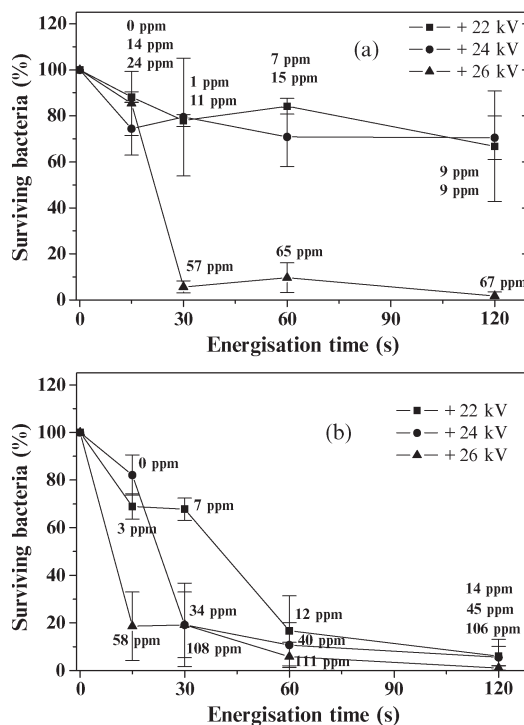 120
100
80
60
40
20
0
Surviving bacteria (%)
0 ppm
14 ppm
24 ppm
1 ppm
11 ppm
7 ppm
15 ppm
(a)
+ 22 kV
+ 24 kV
+ 26 kV
9 ppm
9 ppm
57 ppm
65 ppm
67 ppm
0 30 60 90 120
Energisation time (s)
120
100
80
60
40
20
0
Surviving bacteria (%)
(b)
+ 22 kV
+ 24 kV
+ 26 kV
0 ppm
3 ppm
7 ppm
58 ppm
34 ppm
108 ppm
12 ppm
40 ppm
111 ppm
14 ppm
45 ppm
106 ppm
0 30 60 90 120
Energisation time (s)